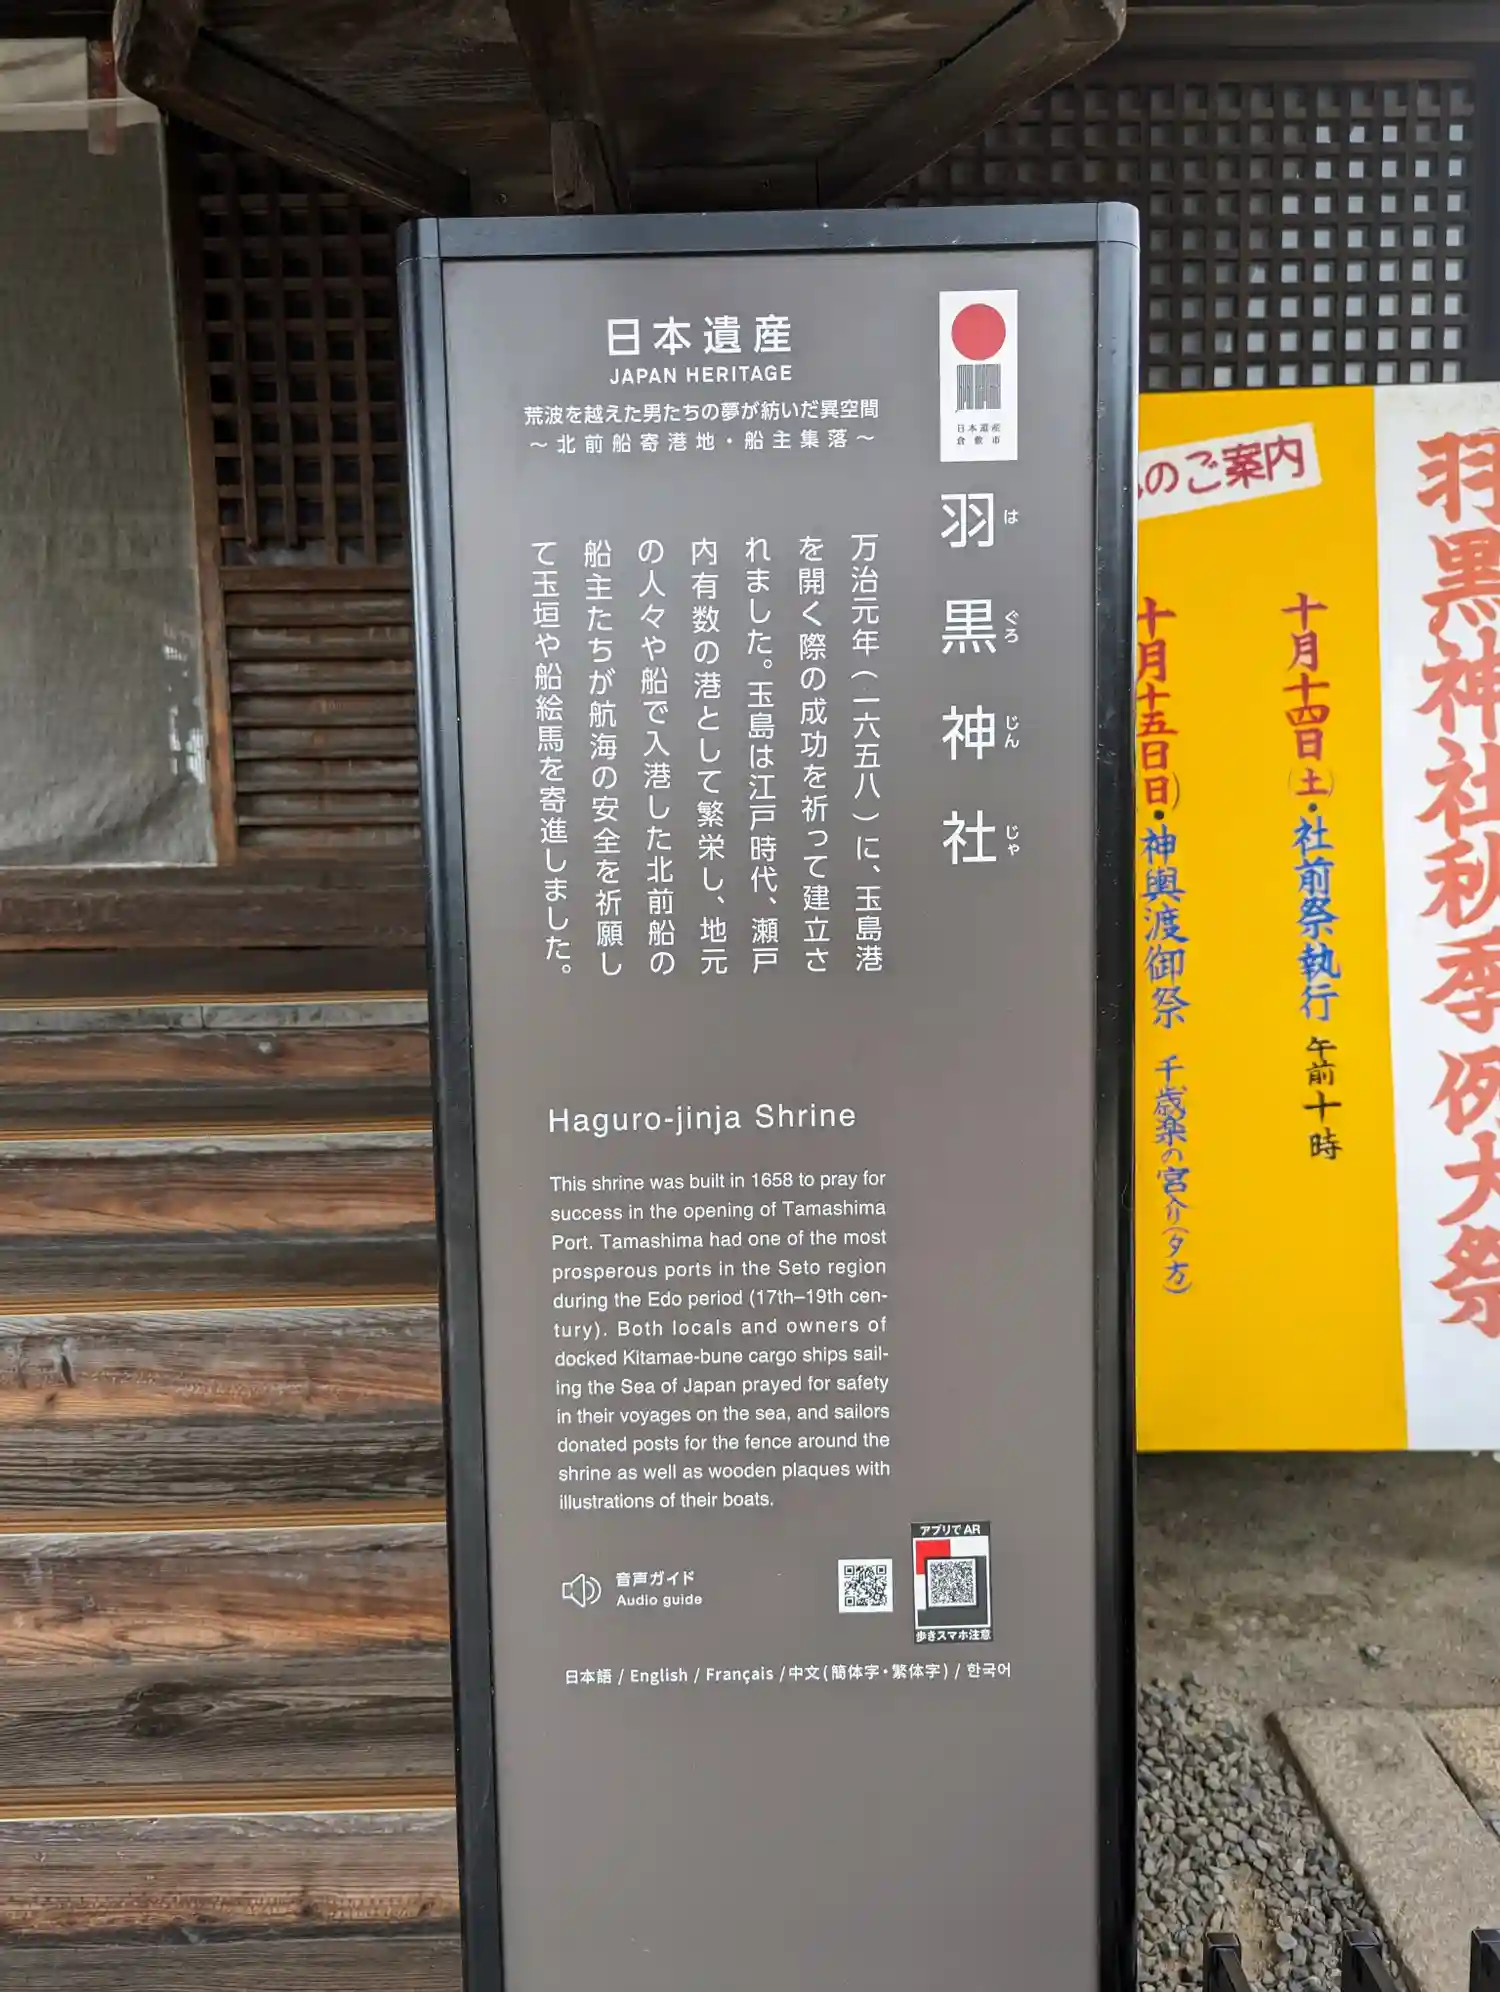 日本遺産
JAPAN HERITAGE
荒波を越えた男たちの夢が紡いだ異空間
～北前船寄港地・船主集落～
日本遺産
倉敷市
羽黒神社
はぐろじんじゃ
万治元年(一六五八)に、玉島港
を開く際の成功を祈って建立さ
れました。玉島は江戸時代、瀬戸
内有数の港として繁栄し、地元
の人々や船で入港した北前船の
船主たちが航海の安全を祈願し
て玉垣や船絵馬を寄進しました。
Haguro-jinja Shrine
This shrine was built in 1658 to pray for
success in the opening of Tamashima
Port. Tamashima had one of the most
prosperous ports in the Seto region
during the Edo period (17th–19th cen-
tury). Both locals and owners of
docked Kitamae-bune cargo ships sail-
ing the Sea of Japan prayed for safety
in their voyages on the sea, and sailors
donated posts for the fence around the
shrine as well as wooden plaques with
illustrations of their boats.
音声ガイド
Audio guide
アプリでAR
歩きスマホ注意
日本語 / English / Français / 中文(簡体字・繁体字) / 한국어
羽黒神社秋季例大祭
のご案内
十月十四日(土)・社前祭執行 午前十時
十月十五日日)・神輿渡御祭 千歳楽の宮入り(夕方)